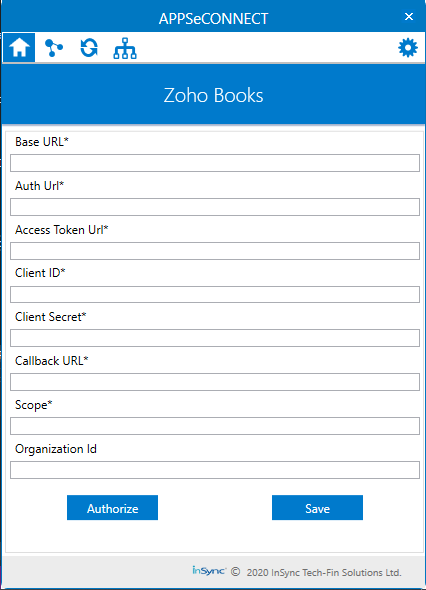 APPSeCONNECT
Zoho Books
Base URL*
Auth Url*
Access Token Url*
Client ID*
Client Secret*
Callback URL*
Scope*
Organization Id
Authorize Save
inSync © 2020 InSync Tech-Fin Solutions Ltd.